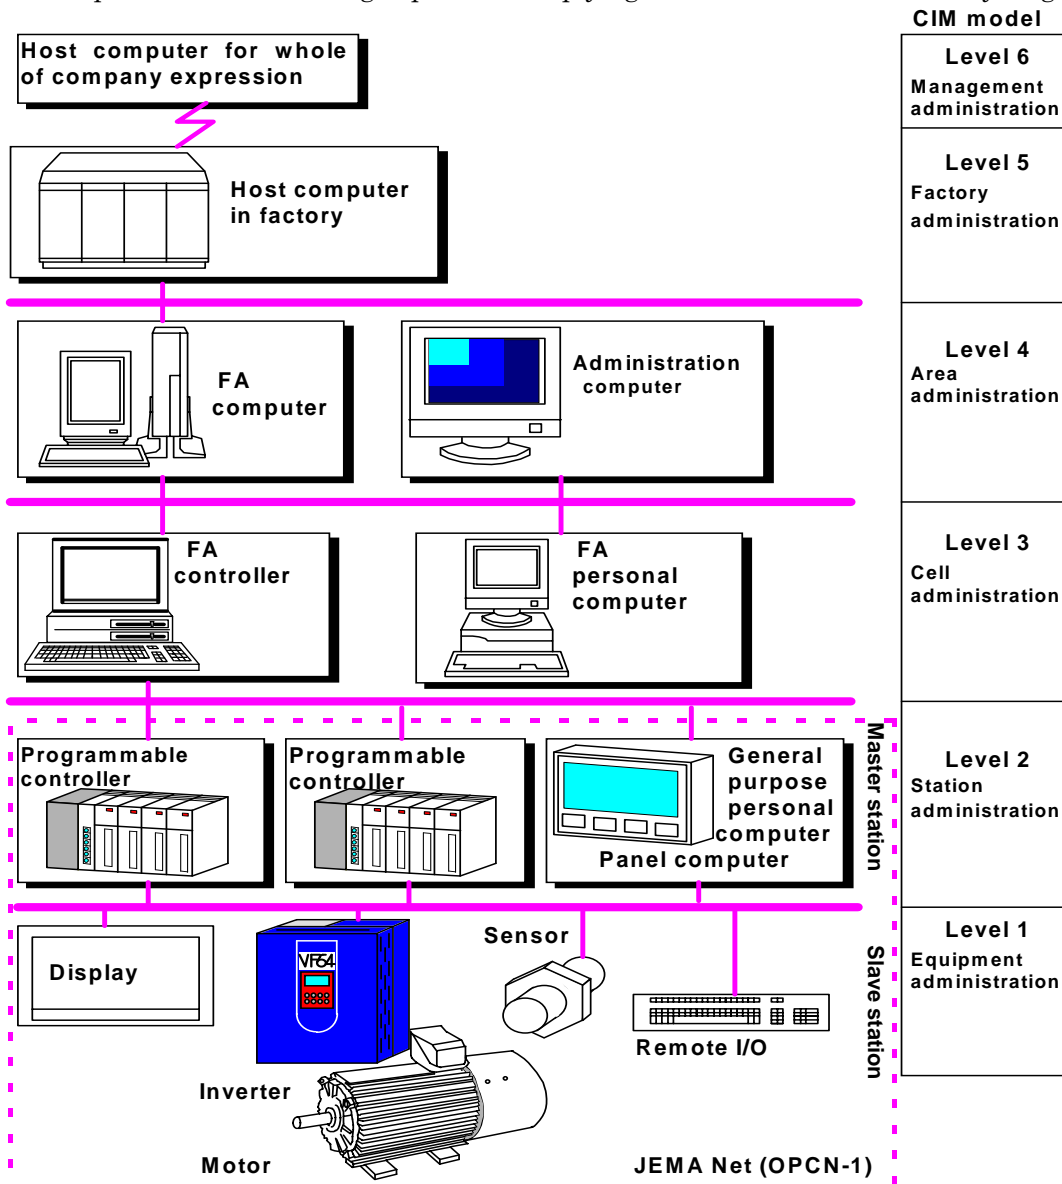 CIM model
Host computer for whole
of company expression
Level 6
Management
administration
Host computer
in factory
Level 5
Factory
administration
FA
computer
Administration
computer
Level 4
Area
administration
FA
controller
FA
personal
computer
Level 3
Cell
administration
Programmable
controller
Programmable
controller
General
purpose
personal
computer
Panel computer
Master station
Level 2
Station
administration
Display
VF64
Inverter
Motor
Sensor
Remote I/O
Slave station
Level 1
Equipment
administration
JEMA Net (OPCN-1)